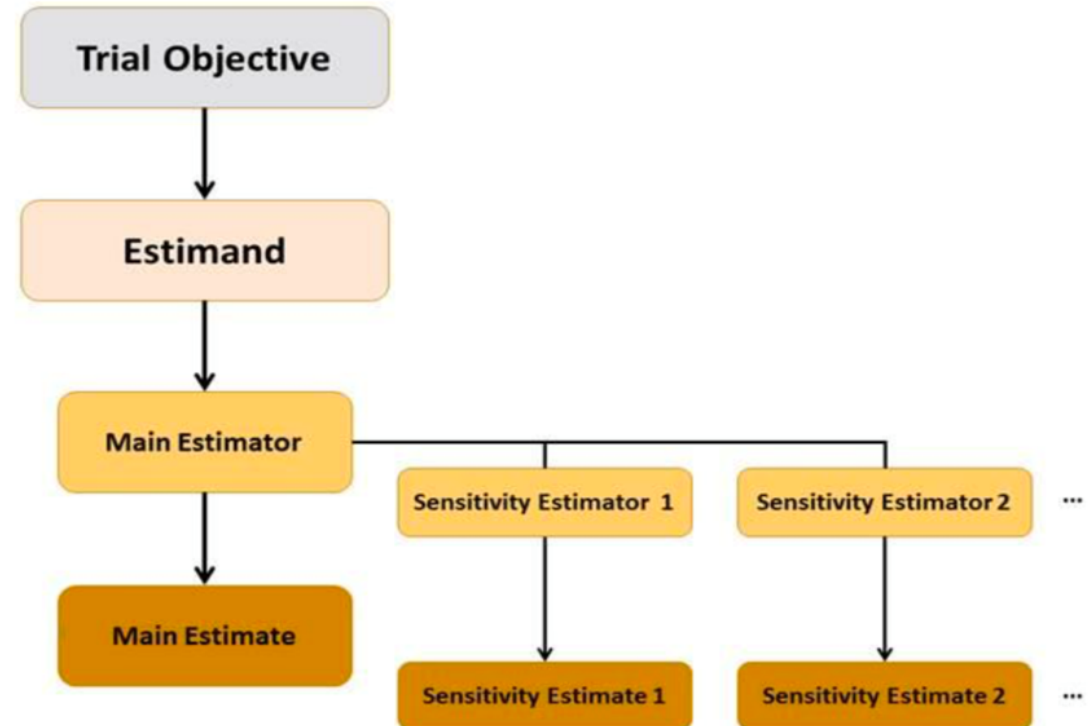 Trial Objective
Estimand
Main Estimator
Sensitivity Estimator 1
Sensitivity Estimator 2
...
Main Estimate
Sensitivity Estimate 1
Sensitivity Estimate 2
...